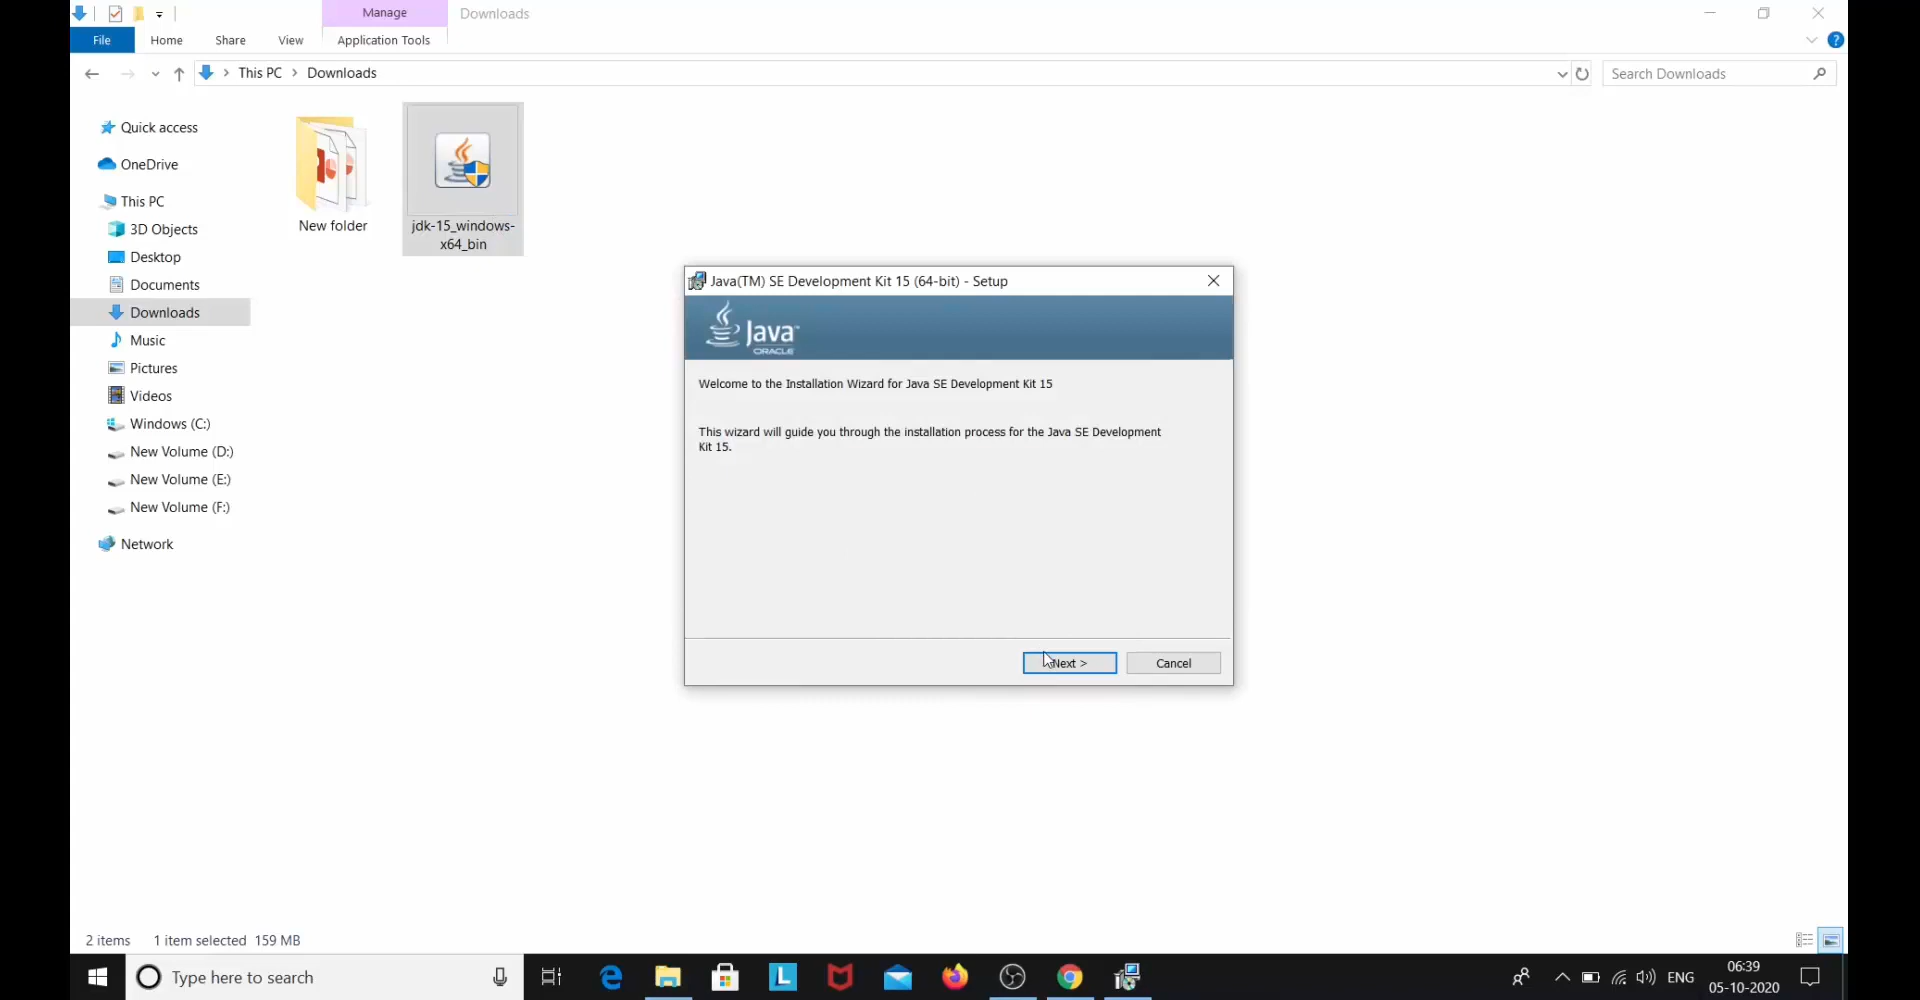 Manage
Downloads
File
Home
Share
View
Application Tools
This PC
Downloads
Search Downloads
Quick access
OneDrive
This PC
3D Objects
Desktop
Documents
Downloads
Music
Pictures
Videos
Windows (C:)
New Volume (D:)
New Volume (E:)
New Volume (F:)
Network
New folder
jdk-15_windows-
x64_bin
Java(TM) SE Development Kit 15 (64-bit) - Setup
Java™
ORACLE
Welcome to the Installation Wizard for Java SE Development Kit 15
This wizard will guide you through the installation process for the Java SE Development
Kit 15.
Next >
Cancel
2 items
1 item selected 159 MB
Type here to search
ENG
06:39
05-10-2020